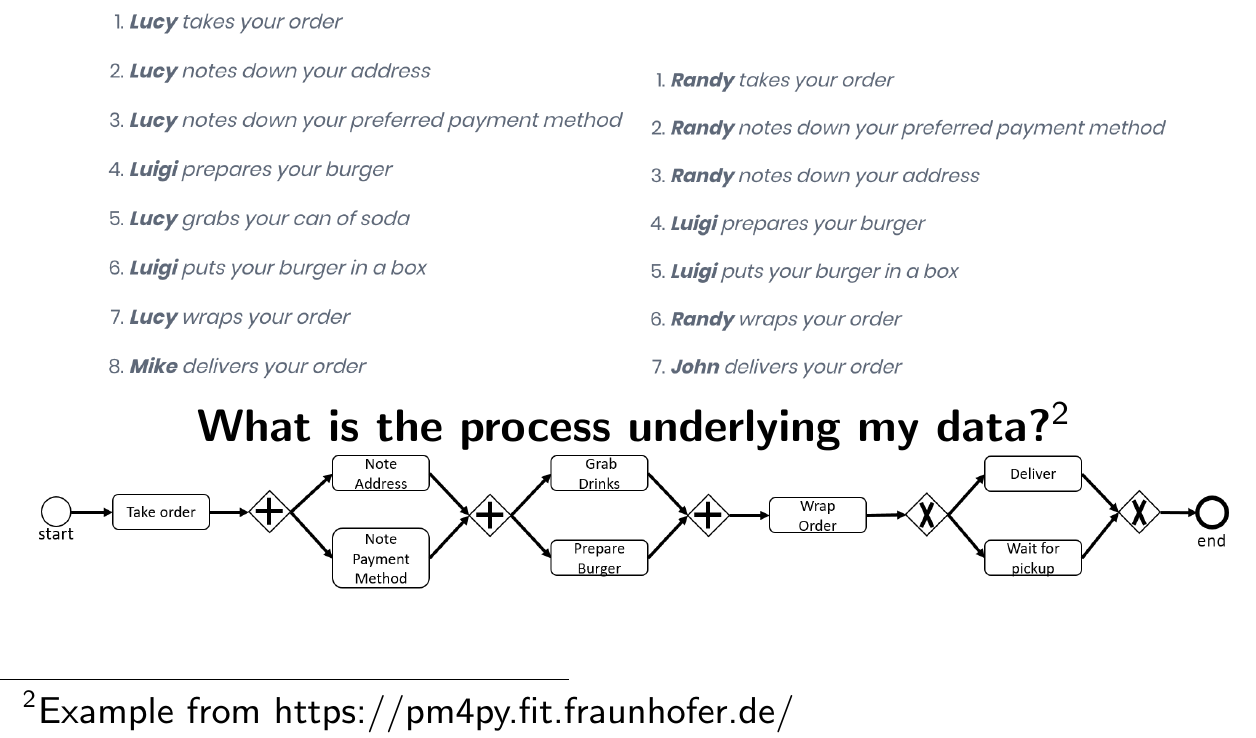 1. Lucy takes your order
2. Lucy notes down your address
3. Lucy notes down your preferred payment method
4. Luigi prepares your burger
5. Lucy grabs your can of soda
6. Luigi puts your burger in a box
7. Lucy wraps your order
8. Mike delivers your order
1. Randy takes your order
2. Randy notes down your preferred payment method
3. Randy notes down your address
4. Luigi prepares your burger
5. Luigi puts your burger in a box
6. Randy wraps your order
7. John delivers your order
What is the process underlying my data?²
start
Take order
+
Note
Address
Note
Payment
Method
+
Grab
Drinks
Prepare
Burger
+
Wrap
Order
X
Deliver
Wait for
pickup
X
end
²Example from https://pm4py.fit.fraunhofer.de/